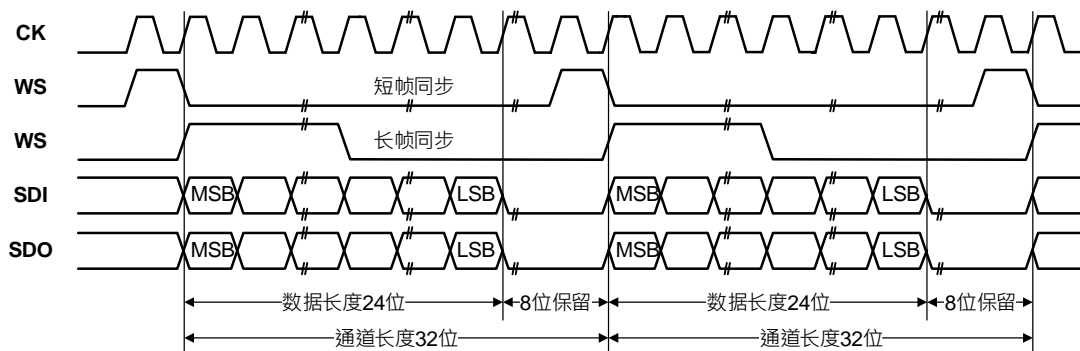 CK
WS
短帧同步
WS
长帧同步
SDI
MSB
LSB
MSB
LSB
SDO
MSB
LSB
MSB
LSB
数据长度24位
8位保留
数据长度24位
8位保留
通道长度32位
通道长度32位